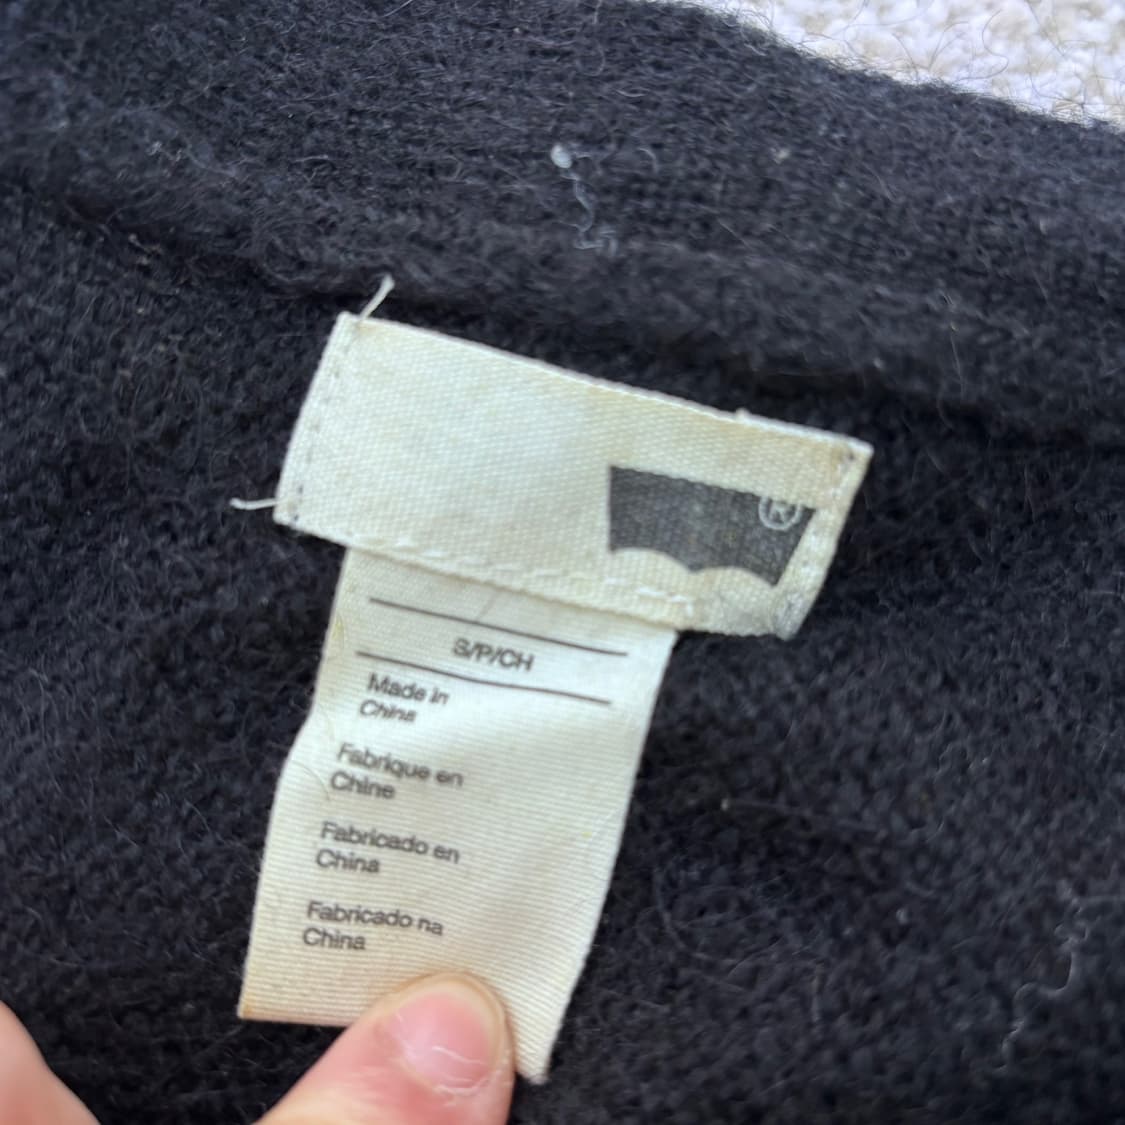 ®
S/P/CH
Made in
China
Fabrique en
Chine
Fabricado en
China
Fabricado na
China